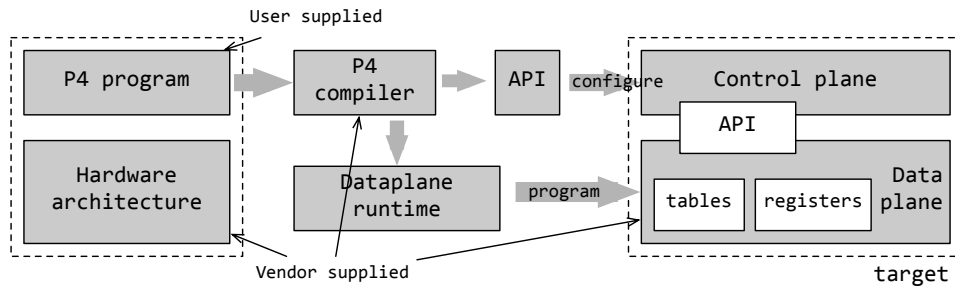 User supplied
P4 program
P4
compiler
API
configure
Control plane
API
Hardware
architecture
Dataplane
runtime
program
tables
registers
Data
plane
Vendor supplied
target